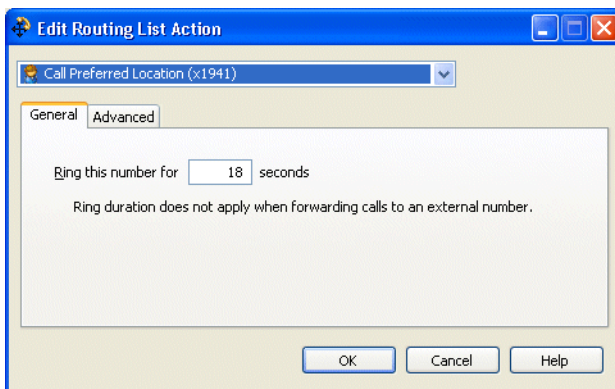 Edit Routing List Action
Call Preferred Location (x1941)
General Advanced
Ring this number for 18 seconds
Ring duration does not apply when forwarding calls to an external number.
OK Cancel Help